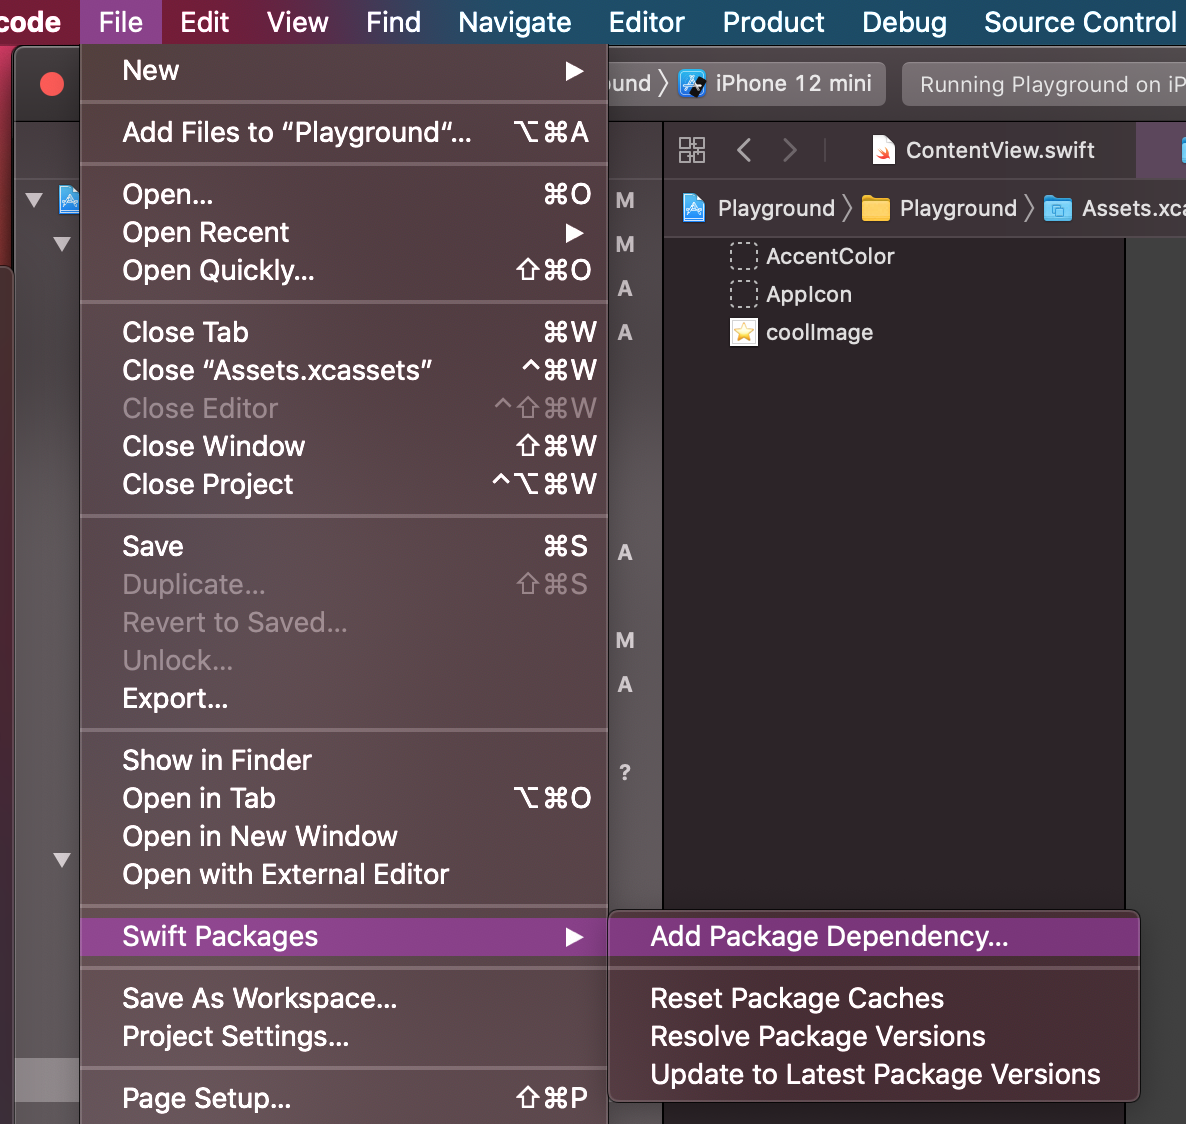 code File Edit View Find Navigate Editor Product Debug Source Control
New
und iPhone 12 mini Running Playground on iP
Add Files to “Playground“... ⌥⌘A
ContentView.swift
Open... ⌘O M
Playground Playground Assets.xca
Open Recent
M
AccentColor
Open Quickly... ⇧⌘O
A
AppIcon
Close Tab ⌘W A
coolImage
Close “Assets.xcassets” ^⌘W
Close Editor ^⇧⌘W
Close Window ⇧⌘W
Close Project ^⌥⌘W
Save ⌘S A
Duplicate... ⇧⌘S
Revert to Saved...
M
Unlock...
A
Export...
Show in Finder
?
Open in Tab ⌥⌘O
Open in New Window
Open with External Editor
Swift Packages
Add Package Dependency...
Save As Workspace...
Reset Package Caches
Project Settings...
Resolve Package Versions
Update to Latest Package Versions
Page Setup... ⇧⌘P